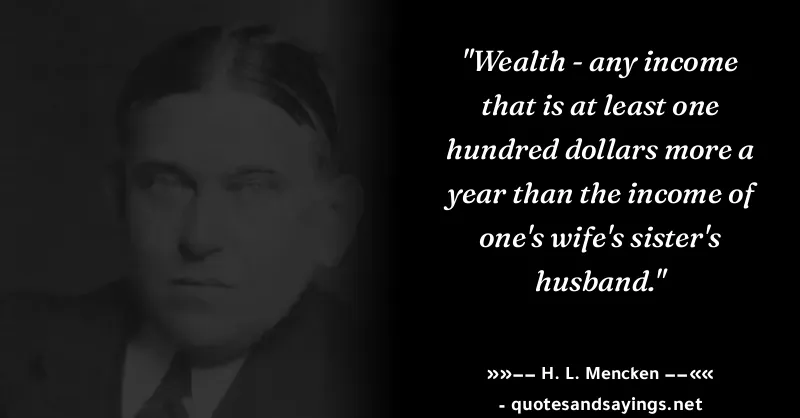 "Wealth - any income
that is at least one
hundred dollars more a
year than the income of
one's wife's sister's
husband."
»»–– H. L. Mencken ––««
- quotesandsayings.net